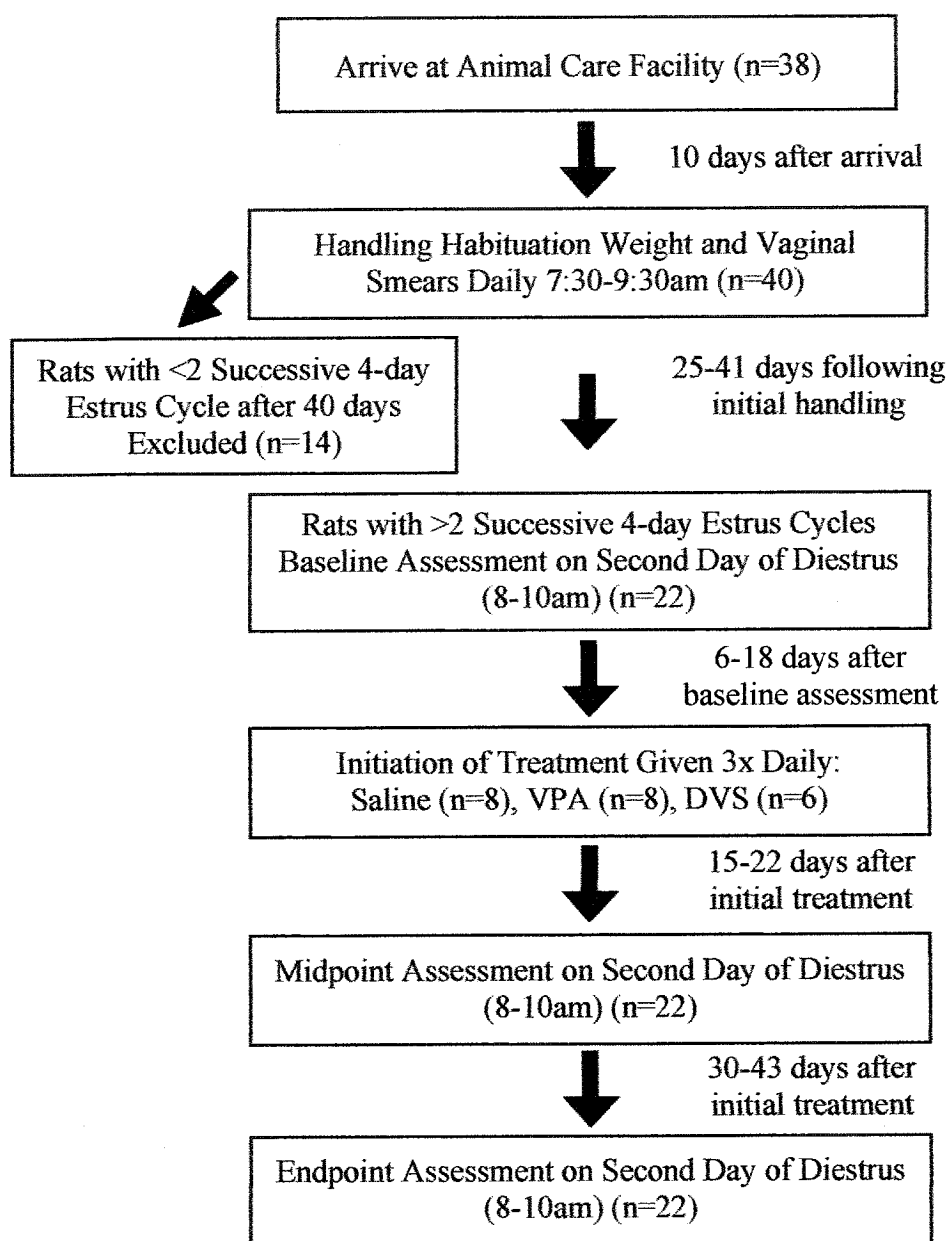 Arrive at Animal Care Facility (n=38)
10 days after arrival
Handling Habituation Weight and Vaginal
Smears Daily 7:30-9:30am (n=40)
Rats with <2 Successive 4-day
Estrus Cycle after 40 days
Excluded (n=14)
25-41 days following
initial handling
Rats with >2 Successive 4-day Estrus Cycles
Baseline Assessment on Second Day of Diestrus
(8-10am) (n=22)
6-18 days after
baseline assessment
Initiation of Treatment Given 3x Daily:
Saline (n=8), VPA (n=8), DVS (n=6)
15-22 days after
initial treatment
Midpoint Assessment on Second Day of Diestrus
(8-10am) (n=22)
30-43 days after
initial treatment
Endpoint Assessment on Second Day of Diestrus
(8-10am) (n=22)